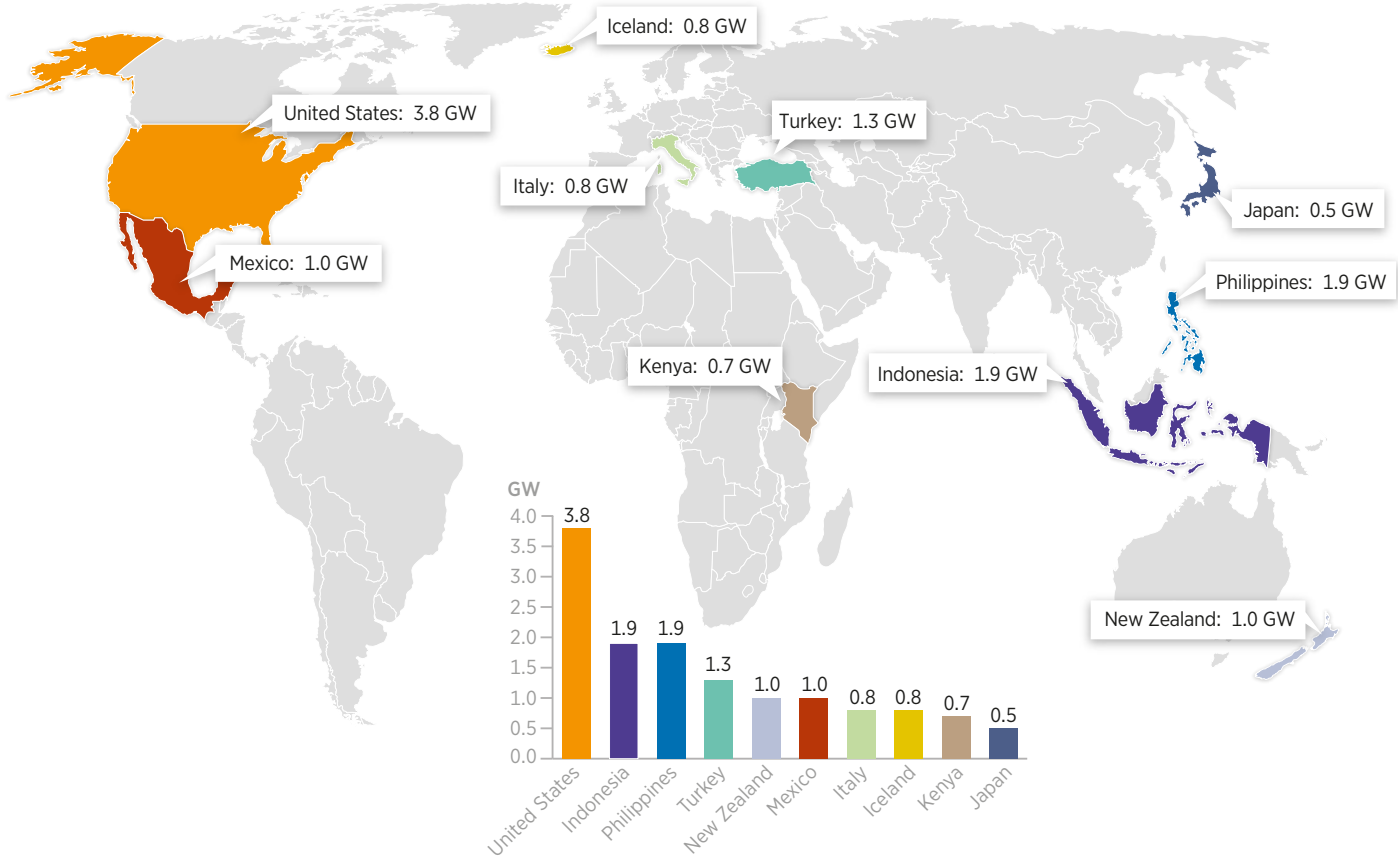 Iceland: 0.8 GW
United States: 3.8 GW
Turkey: 1.3 GW
Italy: 0.8 GW
Japan: 0.5 GW
Mexico: 1.0 GW
Philippines: 1.9 GW
Kenya: 0.7 GW
Indonesia: 1.9 GW
New Zealand: 1.0 GW
GW
4.0
3.5
3.0
2.5
2.0
1.5
1.0
0.5
0.0
3.8
1.9
1.9
1.3
1.0
1.0
0.8
0.8
0.7
0.5
United States
Indonesia
Philippines
Turkey
New Zealand
Mexico
Italy
Iceland
Kenya
Japan